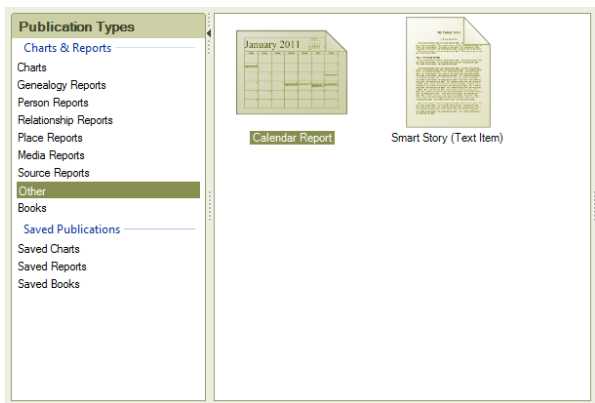 Publication Types
Charts & Reports
Charts
Genealogy Reports
Person Reports
Relationship Reports
Place Reports
Media Reports
Source Reports
Other
Books
Saved Publications
Saved Charts
Saved Reports
Saved Books
January 2011
Calendar Report
Smart Story (Text Item)